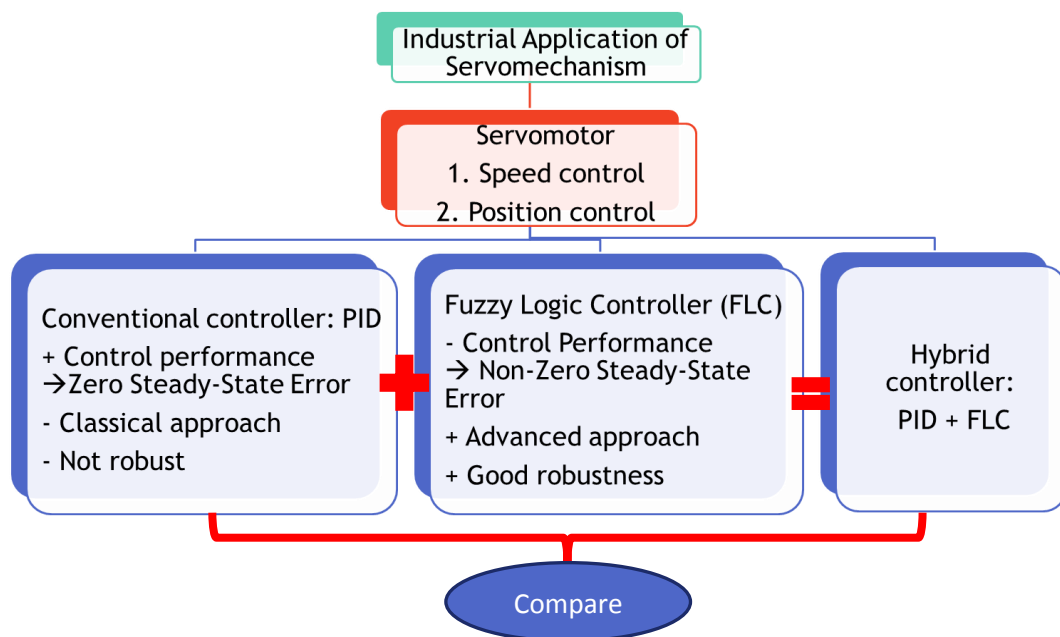 Industrial Application of
Servomechanism
Servomotor
1. Speed control
2. Position control
Conventional controller: PID
+ Control performance
→Zero Steady-State Error
- Classical approach
- Not robust
Fuzzy Logic Controller (FLC)
- Control Performance
→ Non-Zero Steady-State
Error
+ Advanced approach
+ Good robustness
Hybrid
controller:
PID + FLC
Compare